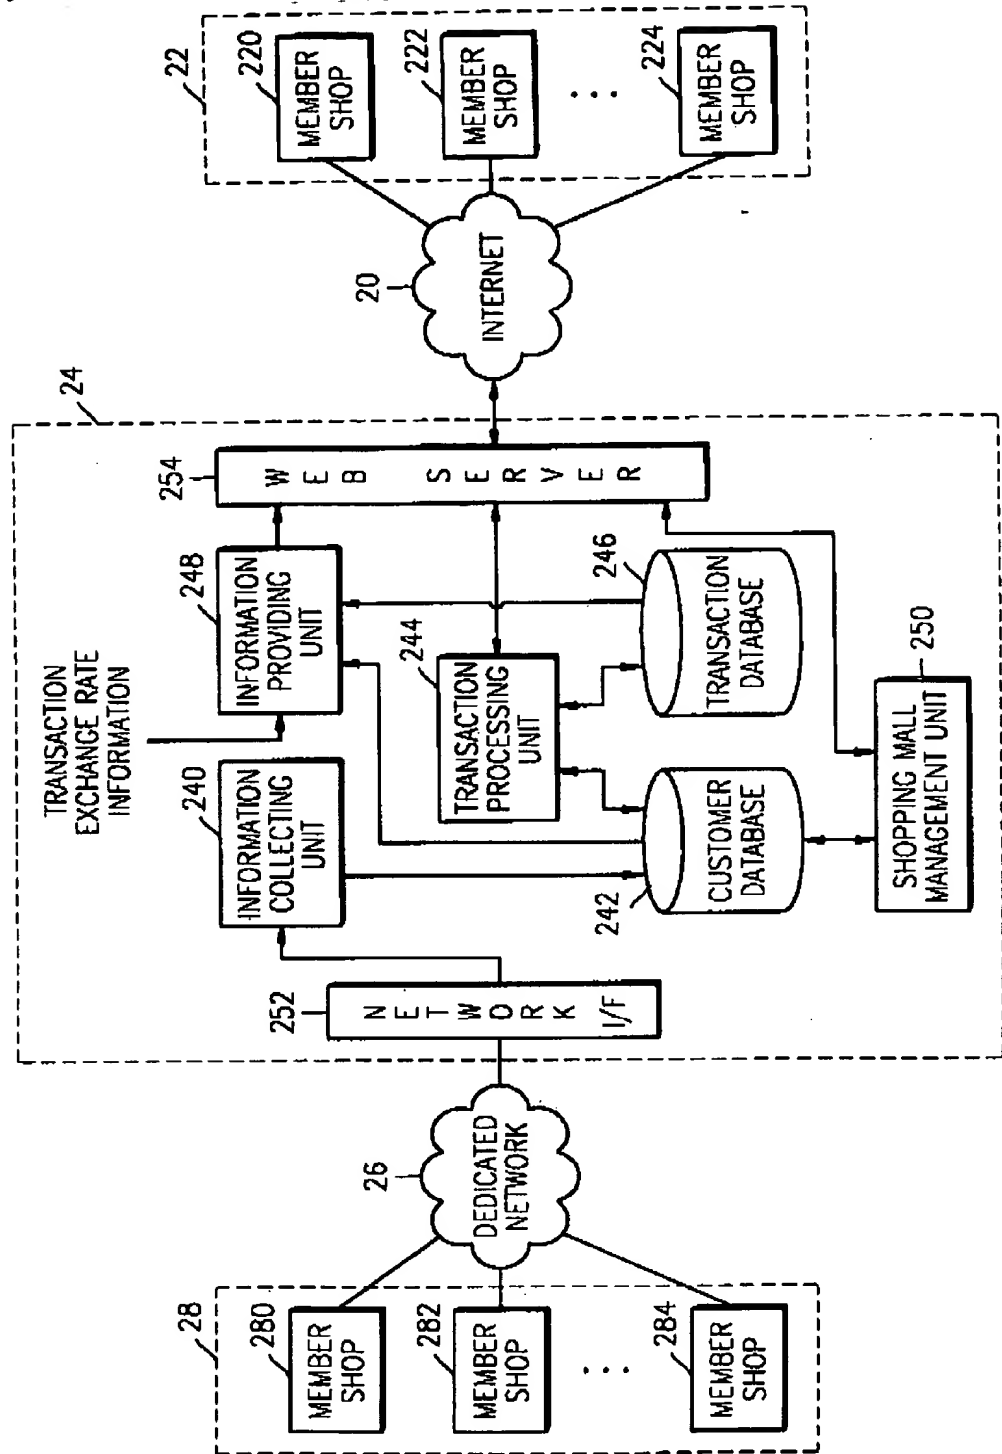 28
280
MEMBER
SHOP
282
MEMBER
SHOP
...
284
MEMBER
SHOP
26
DEDICATED
NETWORK
24
252
NETWORK I/F
TRANSACTION
EXCHANGE RATE
INFORMATION
240
INFORMATION
COLLECTING
UNIT
248
INFORMATION
PROVIDING
UNIT
244
TRANSACTION
PROCESSING
UNIT
242
CUSTOMER
DATABASE
246
TRANSACTION
DATABASE
250
SHOPPING MALL
MANAGEMENT UNIT
254
WEB SERVER
20
INTERNET
22
220
MEMBER
SHOP
222
MEMBER
SHOP
...
224
MEMBER
SHOP